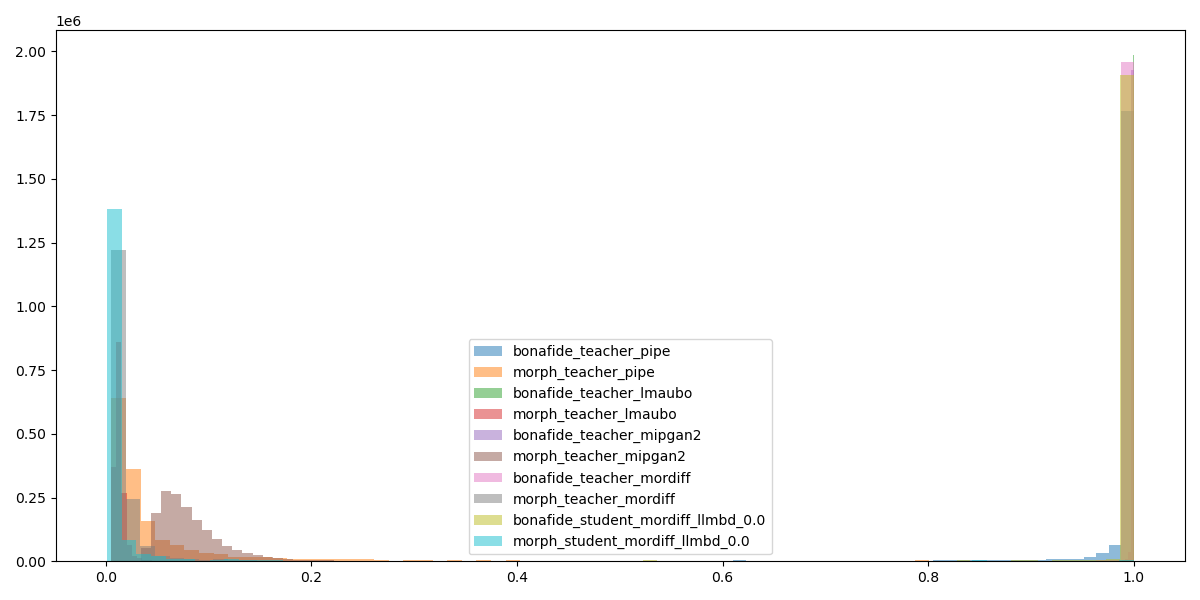 1e6
2.00
1.75
1.50
1.25
1.00
0.75
0.50
0.25
0.00
bonafide_teacher_pipe
morph_teacher_pipe
bonafide_teacher_lmaubo
morph_teacher_lmaubo
bonafide_teacher_mipgan2
morph_teacher_mipgan2
bonafide_teacher_mordiff
morph_teacher_mordiff
bonafide_student_mordiff_llmbd_0.0
morph_student_mordiff_llmbd_0.0
0.0 0.2 0.4 0.6 0.8 1.0